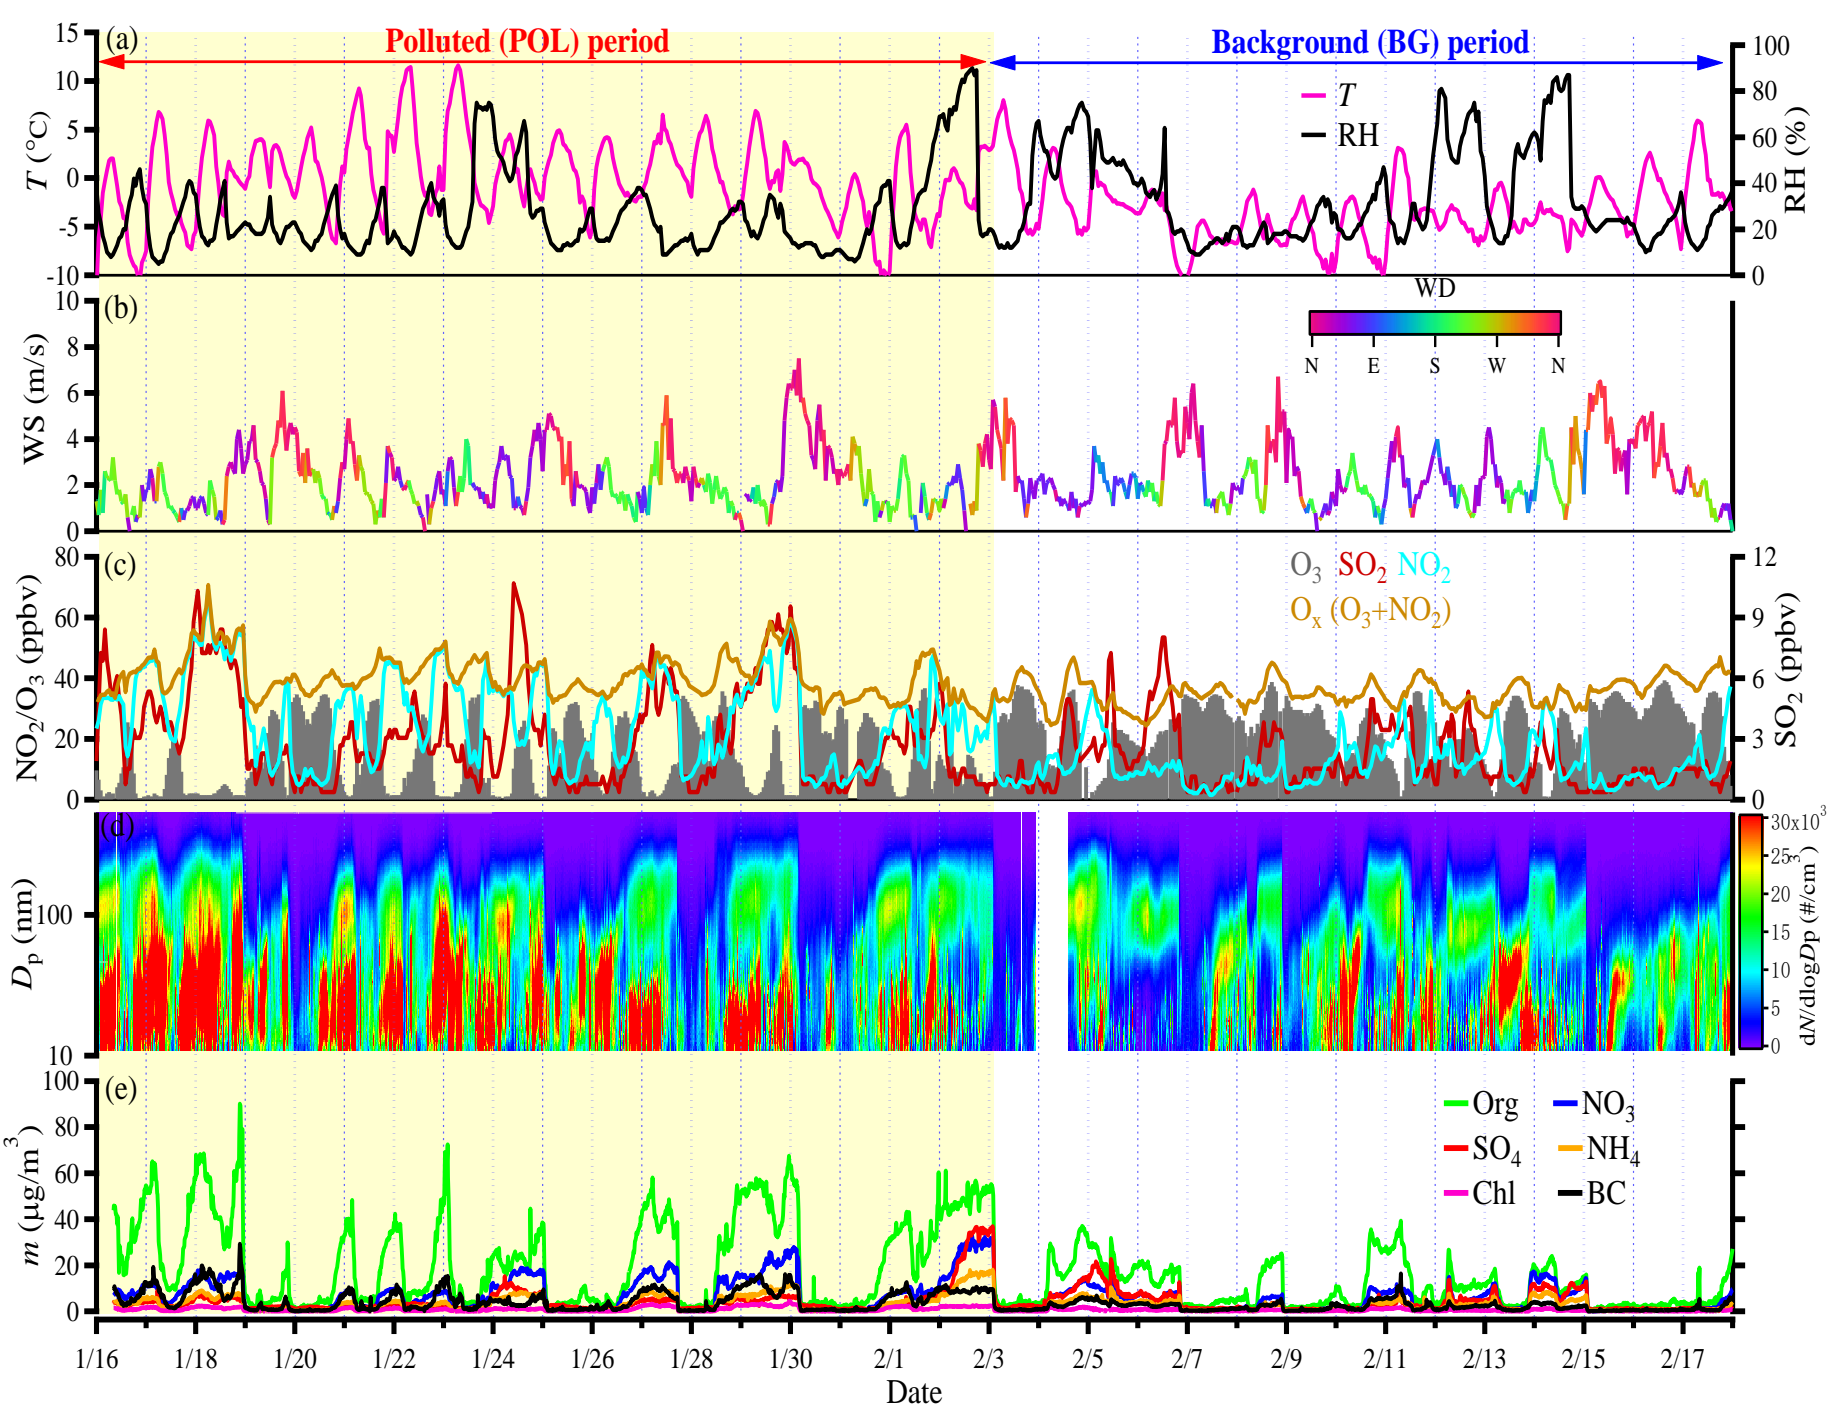 (a)
Polluted (POL) period
Background (BG) period
T
RH
T (°C)
15
10
5
0
-5
-10
RH (%)
100
80
60
40
20
0
(b)
WS (m/s)
10
8
6
4
2
0
WD
N E S W N
(c)
NO2/O3 (ppbv)
80
60
40
20
0
O3 SO2 NO2
Ox (O3+NO2)
SO2 (ppbv)
12
9
6
3
0
(d)
Dp (nm)
100
10
30x10³
25
20
15
10
5
0
dN/dlogDp (#/cm³)
(e)
m (µg/m³)
100
80
60
40
20
0
Org NO3
SO4 NH4
Chl BC
1/16 1/18 1/20 1/22 1/24 1/26 1/28 1/30 2/1 2/3 2/5 2/7 2/9 2/11 2/13 2/15 2/17
Date